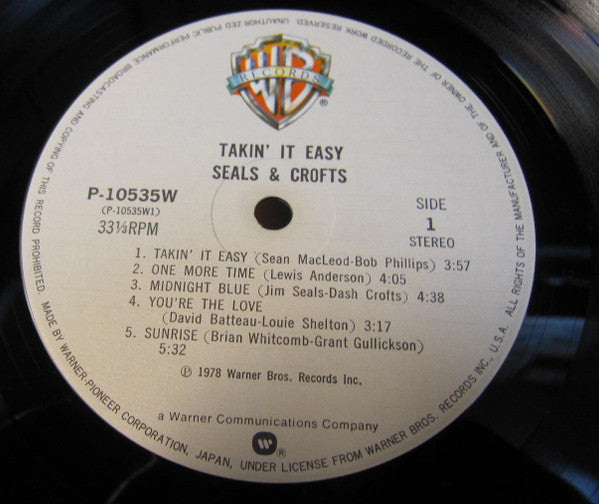 WB
RECORDS
®
TAKIN' IT EASY
SEALS & CROFTS
P-10535W
(P-10535W1)
33⅓RPM
SIDE
1
STEREO
1. TAKIN' IT EASY (Sean MacLeod-Bob Phillips) 3:57
2. ONE MORE TIME (Lewis Anderson) 4:05
3. MIDNIGHT BLUE (Jim Seals-Dash Crofts) 4:38
4. YOU'RE THE LOVE
(David Batteau-Louie Shelton) 3:17
5. SUNRISE (Brian Whitcomb-Grant Gullickson)
5:32
℗ 1978 Warner Bros. Records Inc.
a Warner Communications Company
®
MADE BY WARNER-PIONEER CORPORATION, JAPAN, UNDER LICENSE FROM WARNER BROS. RECORDS INC., U.S.A. ALL RIGHTS OF THE MANUFACTURER AND OF THE OWNER OF THE RECORDED WORK RESERVED. UNAUTHORIZED PUBLIC PERFORMANCE, BROADCASTING AND COPYING OF THIS RECORD PROHIBITED.